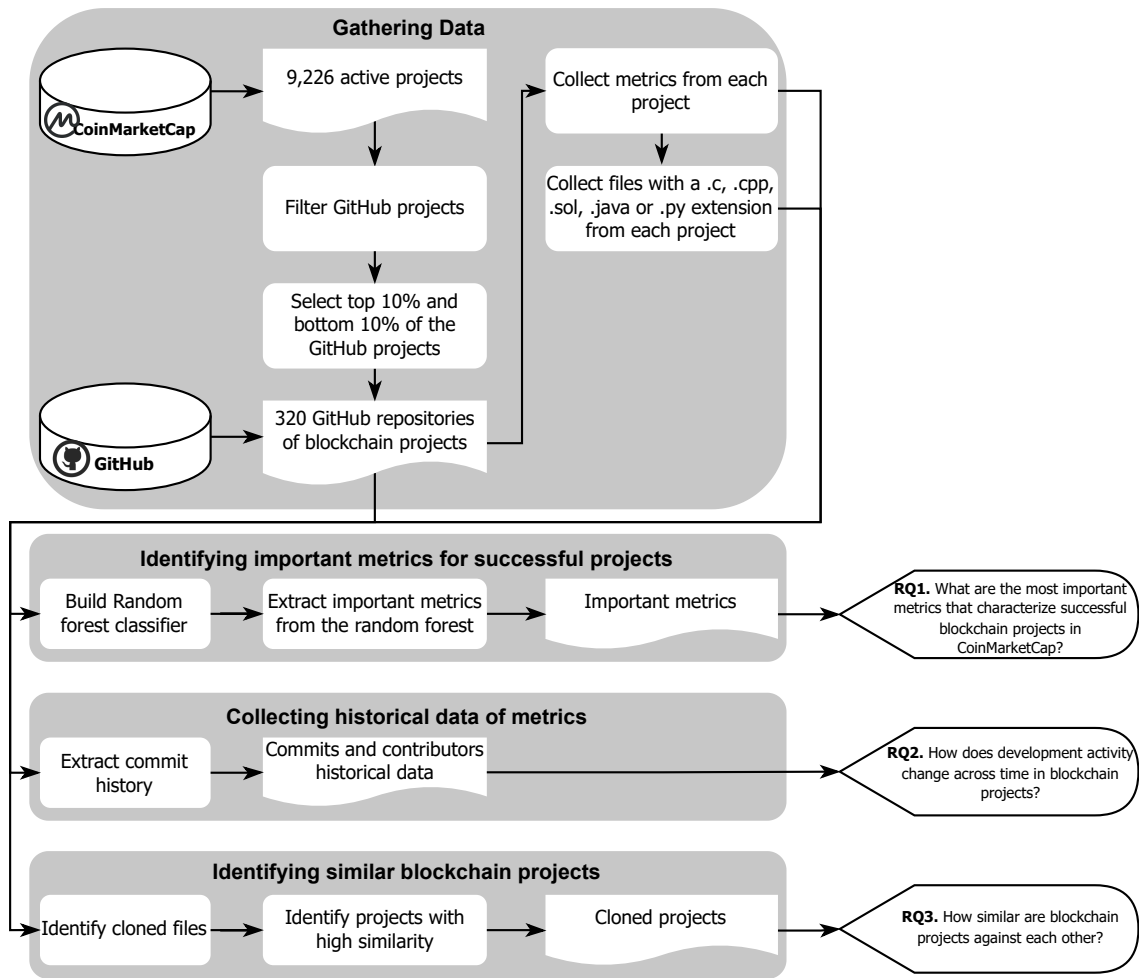 Gathering Data
CoinMarketCap
9,226 active projects
Filter GitHub projects
Select top 10% and
bottom 10% of the
GitHub projects
GitHub
320 GitHub repositories
of blockchain projects
Collect metrics from each
project
Collect files with a .c, .cpp,
.sol, .java or .py extension
from each project
Identifying important metrics for successful projects
Build Random
forest classifier
Extract important metrics
from the random forest
Important metrics
RQ1. What are the most important
metrics that characterize successful
blockchain projects in
CoinMarketCap?
Collecting historical data of metrics
Extract commit
history
Commits and contributors
historical data
RQ2. How does development activity
change across time in blockchain
projects?
Identifying similar blockchain projects
Identify cloned files
Identify projects with
high similarity
Cloned projects
RQ3. How similar are blockchain
projects against each other?